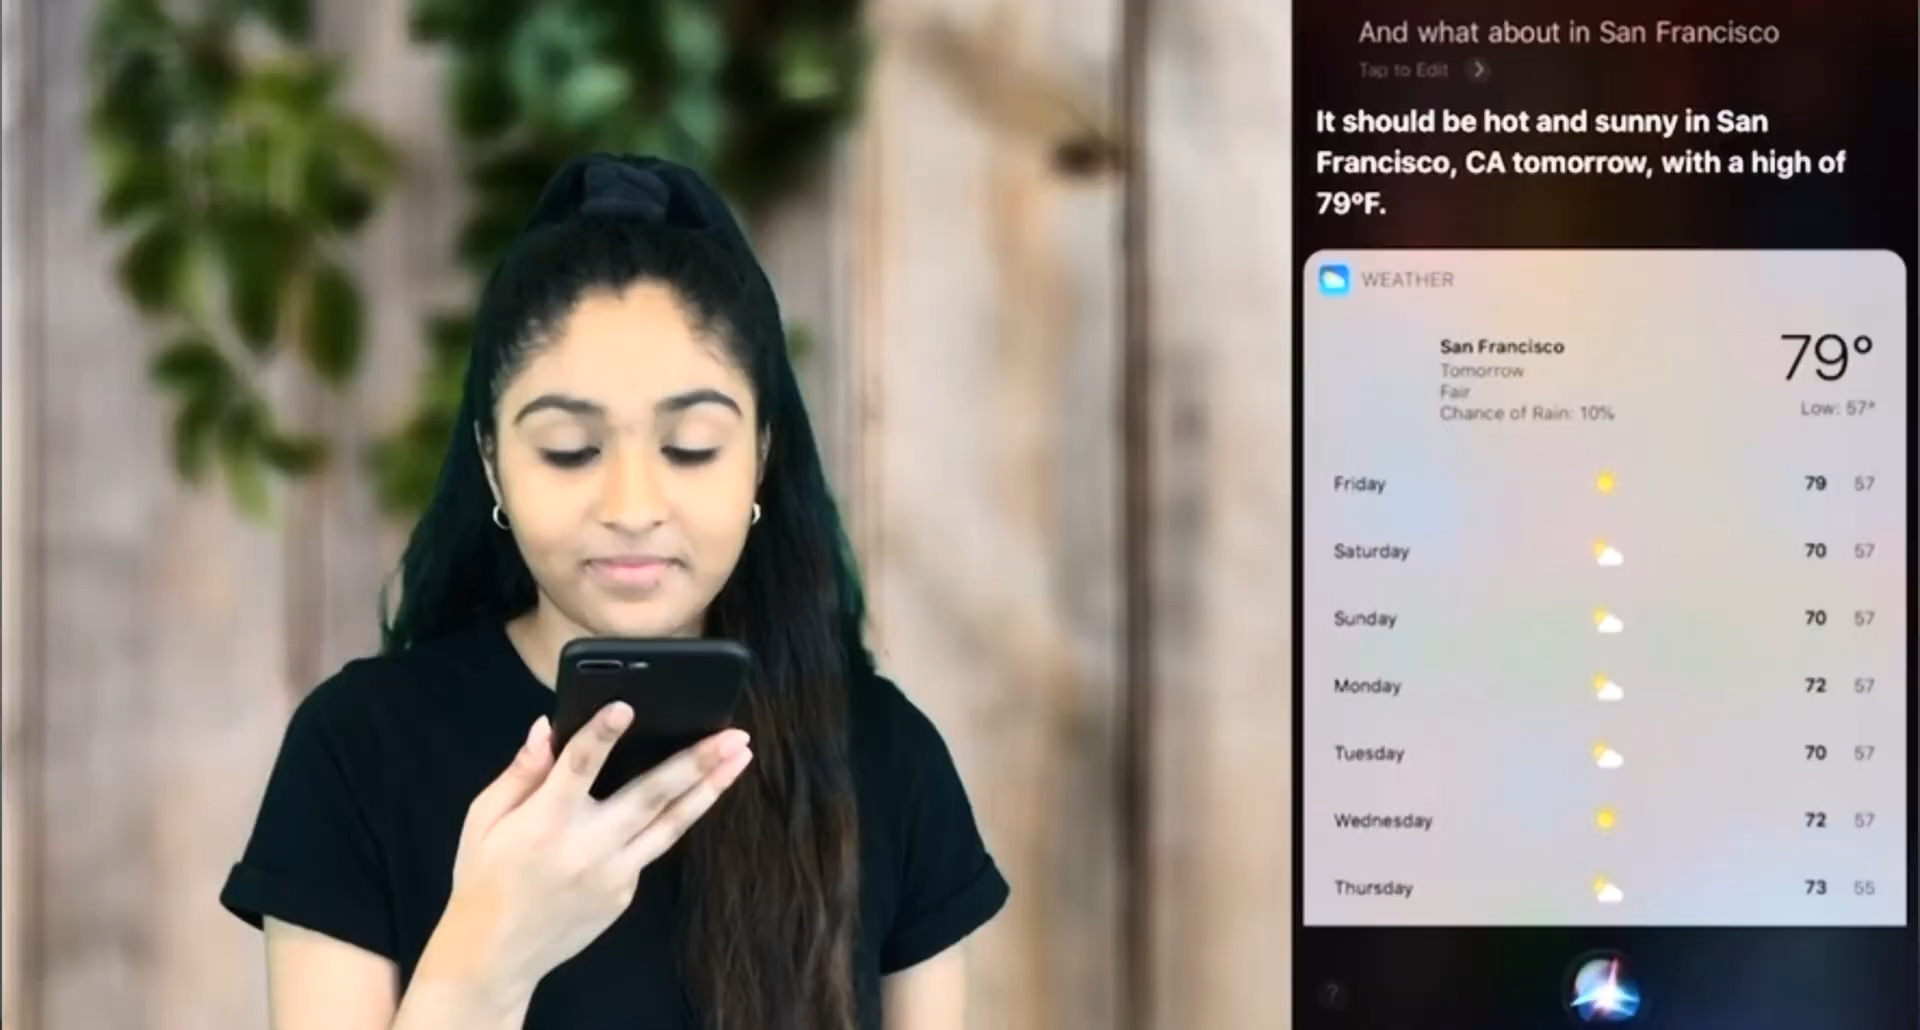 And what about in San Francisco
Tap to Edit
It should be hot and sunny in San
Francisco, CA tomorrow, with a high of
79°F.
WEATHER
San Francisco
Tomorrow
Fair
Chance of Rain: 10%
79°
Low: 57°
Friday 79 57
Saturday 70 57
Sunday 70 57
Monday 72 57
Tuesday 70 57
Wednesday 72 57
Thursday 73 55
?